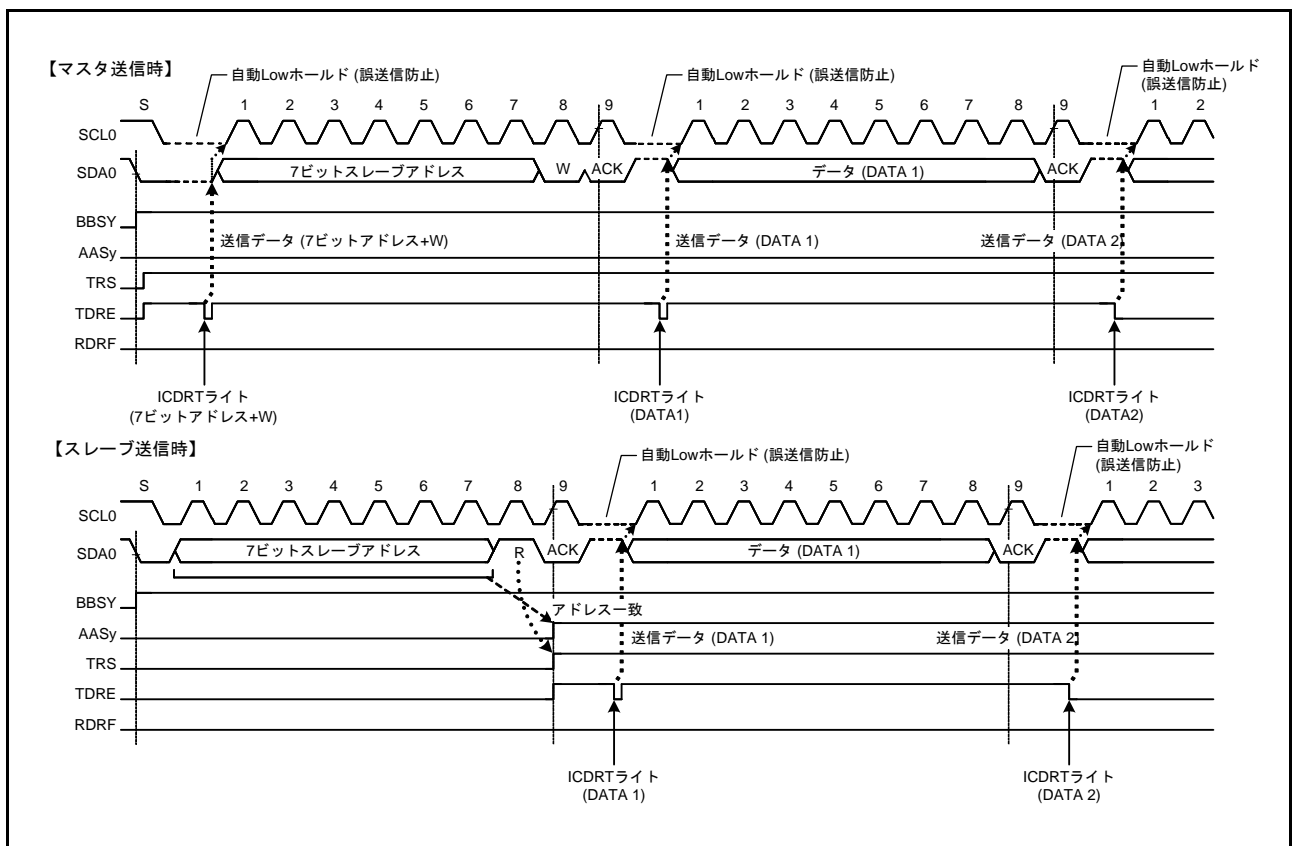 【マスタ送信時】
自動Lowホールド (誤送信防止)
自動Lowホールド (誤送信防止)
自動Lowホールド
(誤送信防止)
S 1 2 3 4 5 6 7 8 9 1 2 3 4 5 6 7 8 9 1 2
SCL0
SDA0 7ビットスレーブアドレス W ACK データ (DATA 1) ACK
BBSY
送信データ (7ビットアドレス+W) 送信データ (DATA 1) 送信データ (DATA 2)
AASy
TRS
TDRE
RDRF
ICDRTライト
(7ビットアドレス+W)
ICDRTライト
(DATA1)
ICDRTライト
(DATA2)
【スレーブ送信時】
自動Lowホールド (誤送信防止)
自動Lowホールド
(誤送信防止)
S 1 2 3 4 5 6 7 8 9 1 2 3 4 5 6 7 8 9 1 2 3
SCL0
SDA0 7ビットスレーブアドレス R ACK データ (DATA 1) ACK
BBSY
アドレス一致
AASy
送信データ (DATA 1) 送信データ (DATA 2)
TRS
TDRE
RDRF
ICDRTライト
(DATA 1)
ICDRTライト
(DATA 2)